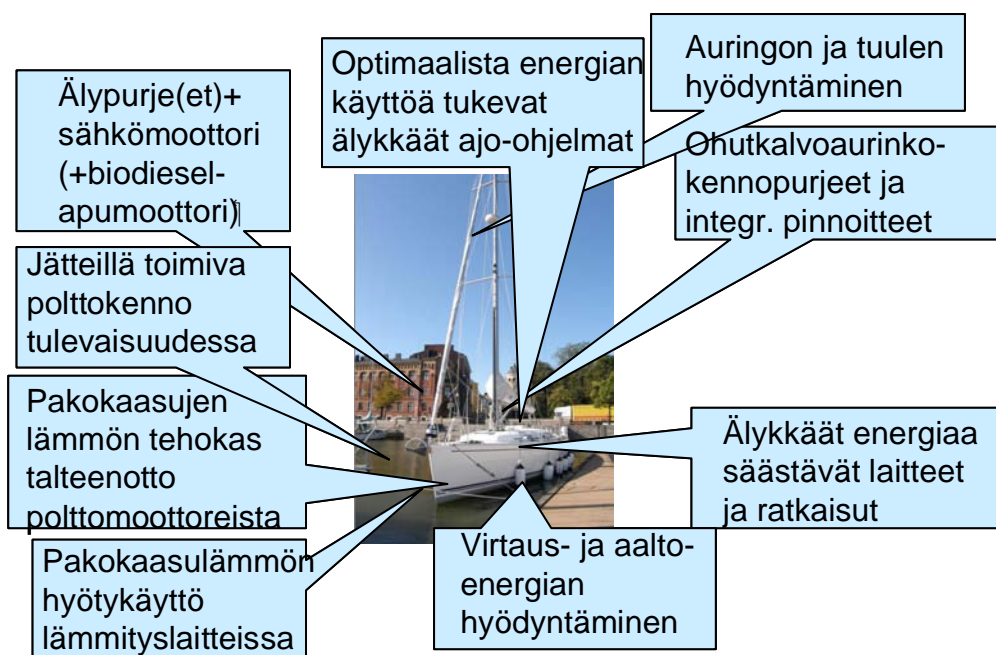 Älypurje(et)+
sähkömoottori
(+biodiesel-
apumoottori)
Optimaalista energian
käyttöä tukevat
älykkäät ajo-ohjelmat
Auringon ja tuulen
hyödyntäminen
Ohutkalvoaurinko-
kennopurjeet ja
integr. pinnoitteet
Jätteillä toimiva
polttokenno
tulevaisuudessa
Pakokaasujen
lämmön tehokas
talteenotto
polttomoottoreista
Älykkäät energiaa
säästävät laitteet
ja ratkaisut
Pakokaasulämmön
hyötykäyttö
lämmityslaitteissa
Virtaus- ja aalto-
energian
hyödyntäminen